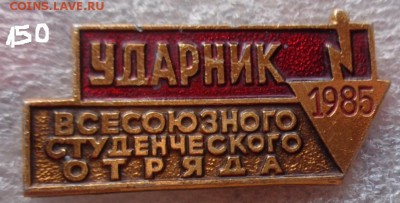 COINS.LAVE.RU
150
УДАРНИК
1985
ВСЕСОЮЗНОГО
СТУДЕНЧЕСКОГО
ОТРЯДА